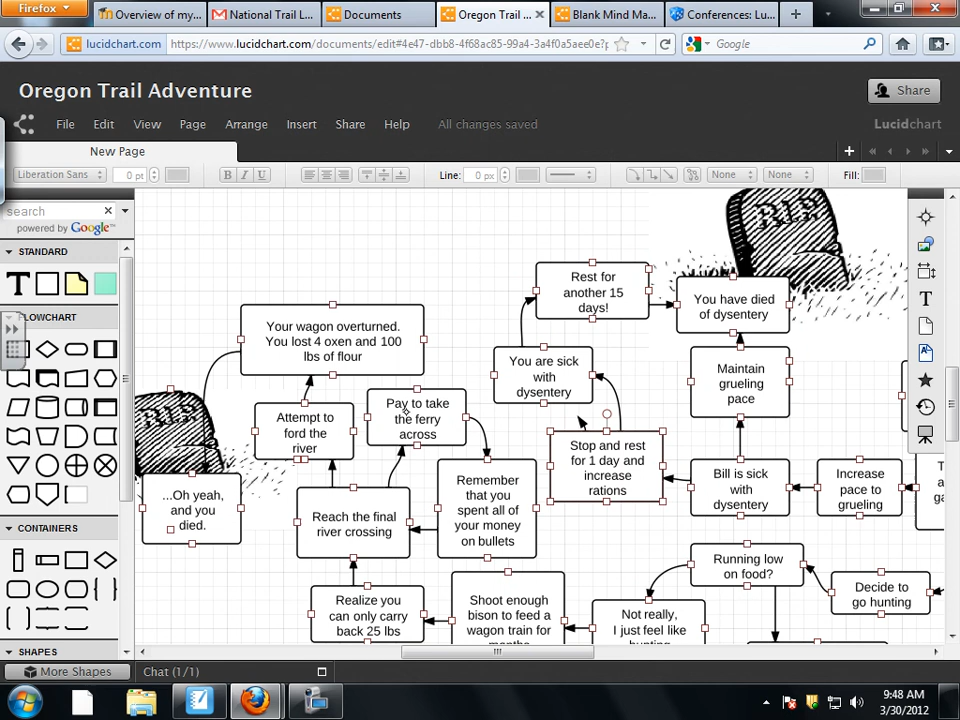 Firefox
Overview of my...
National Trail L...
Documents
Oregon Trail ...
Blank Mind Ma...
Conferences: Lu...
lucidchart.com
https://www.lucidchart.com/documents/edit#4e47-dbb8-4f68ac85-99a4-3a4f0a5aee0e?p
Google
Oregon Trail Adventure
Share
File Edit View Page Arrange Insert Share Help All changes saved
Lucidchart
New Page
Liberation Sans
0 pt
B I U
Line:
0 px
None
None
Fill:
search
powered by Google™
STANDARD
T
FLOWCHART
CONTAINERS
SHAPES
More Shapes
R.I.P.
Rest for
another 15
days!
You have died
of dysentery
Your wagon overturned.
You lost 4 oxen and 100
lbs of flour
You are sick
with
dysentery
Maintain
grueling
pace
R.I.P.
Attempt to
ford the
river
Pay to take
the ferry
across
Stop and rest
for 1 day and
increase
rations
Bill is sick
with
dysentery
Increase
pace to
grueling
...Oh yeah,
and you
died.
Reach the final
river crossing
Remember
that you
spent all of
your money
on bullets
Running low
on food?
Decide to
go hunting
Realize you
can only carry
back 25 lbs
Shoot enough
bison to feed a
wagon train for
months
Not really,
I just feel like
hunting
T
Chat (1/1)
9:48 AM
3/30/2012